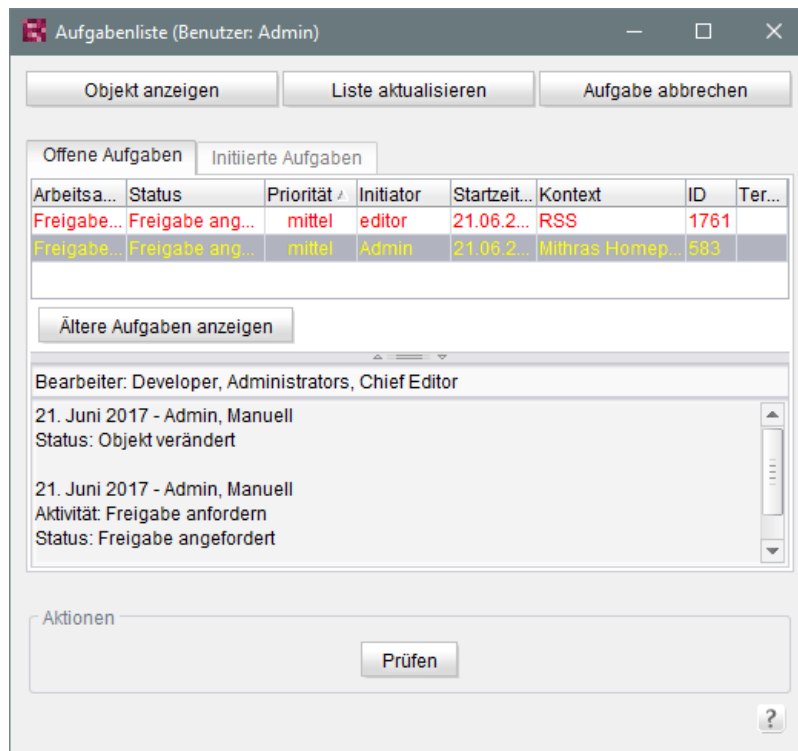 Aufgabenliste (Benutzer: Admin)
Objekt anzeigen Liste aktualisieren Aufgabe abbrechen
Offene Aufgaben Initiierte Aufgaben
Arbeitsa... Status Priorität Initiator Startzeit... Kontext ID Ter...
Freigabe... Freigabe ang... mittel editor 21.06.2... RSS 1761
Freigabe... Freigabe ang... mittel Admin 21.06.2... Mithras Homep... 583
Ältere Aufgaben anzeigen
Bearbeiter: Developer, Administrators, Chief Editor
21. Juni 2017 - Admin, Manuell
Status: Objekt verändert
21. Juni 2017 - Admin, Manuell
Aktivität: Freigabe anfordern
Status: Freigabe angefordert
Aktionen
Prüfen
?